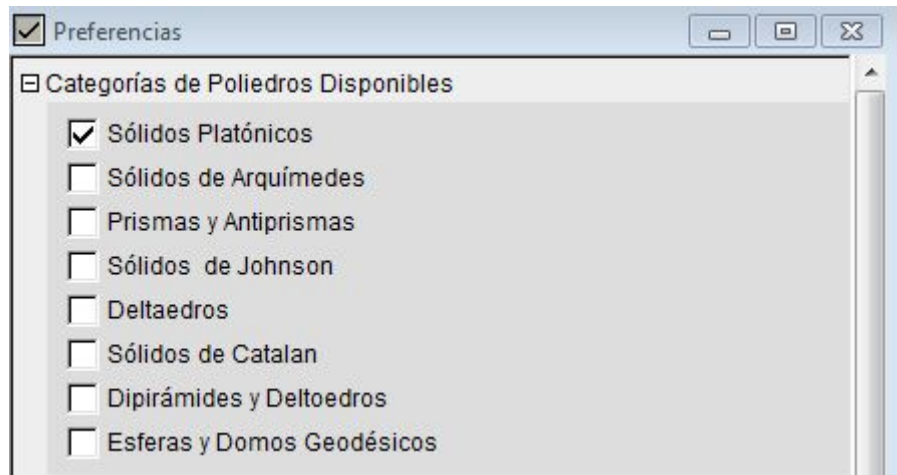 Preferencias
Categorías de Poliedros Disponibles
Sólidos Platónicos
Sólidos de Arquímedes
Prismas y Antiprismas
Sólidos de Johnson
Deltaedros
Sólidos de Catalan
Dipirámides y Deltoedros
Esferas y Domos Geodésicos